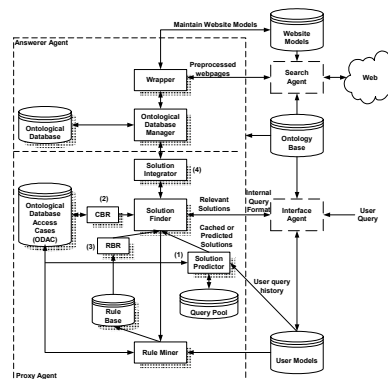 Maintain Website Models
Website
Models
Answerer Agent
Wrapper
Preprocessed
webpages
Search
Agent
Web
Ontological
Database
Ontological
Database
Manager
Ontology
Base
Solution
Integrator
(4)
Ontological
Database
Access
Cases
(ODAC)
(2)
CBR
Solution
Finder
Relevant
Solutions
Internal
Query
Format
Interface
Agent
User
Query
(3)
RBR
Cached or
Predicted
Solutions
(1)
Solution
Predictor
User query
history
Query Pool
Rule
Base
Rule Miner
User Models
Proxy Agent